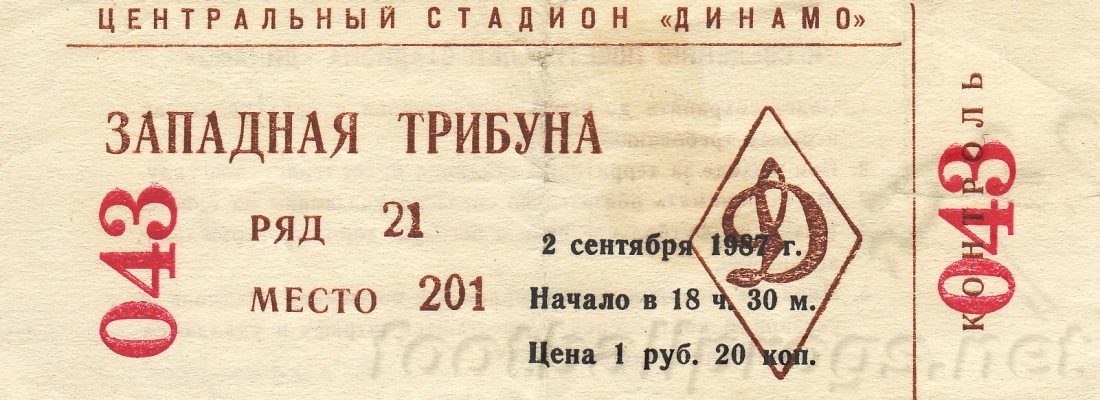 ЦЕНТРАЛЬНЫЙ СТАДИОН «ДИНАМО»
ЗАПАДНАЯ ТРИБУНА
РЯД 21
МЕСТО 201
043
Д
2 сентября 1987 г.
Начало в 18 ч. 30 м.
Цена 1 руб. 20 коп.
КОНТРОЛЬ
043